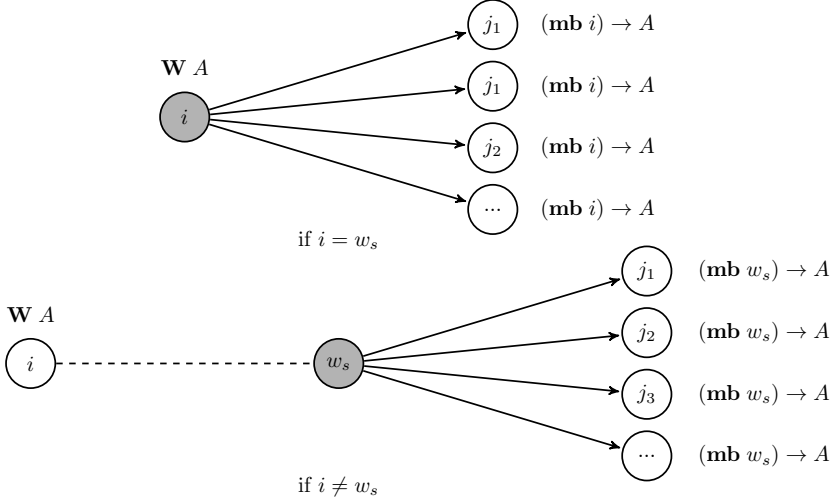 j₁ (mb i) → A
W A
j₁ (mb i) → A
i
j₂ (mb i) → A
... (mb i) → A
if i = wₛ
j₁ (mb wₛ) → A
W A
j₂ (mb wₛ) → A
i wₛ
j₃ (mb wₛ) → A
... (mb wₛ) → A
if i ≠ wₛ